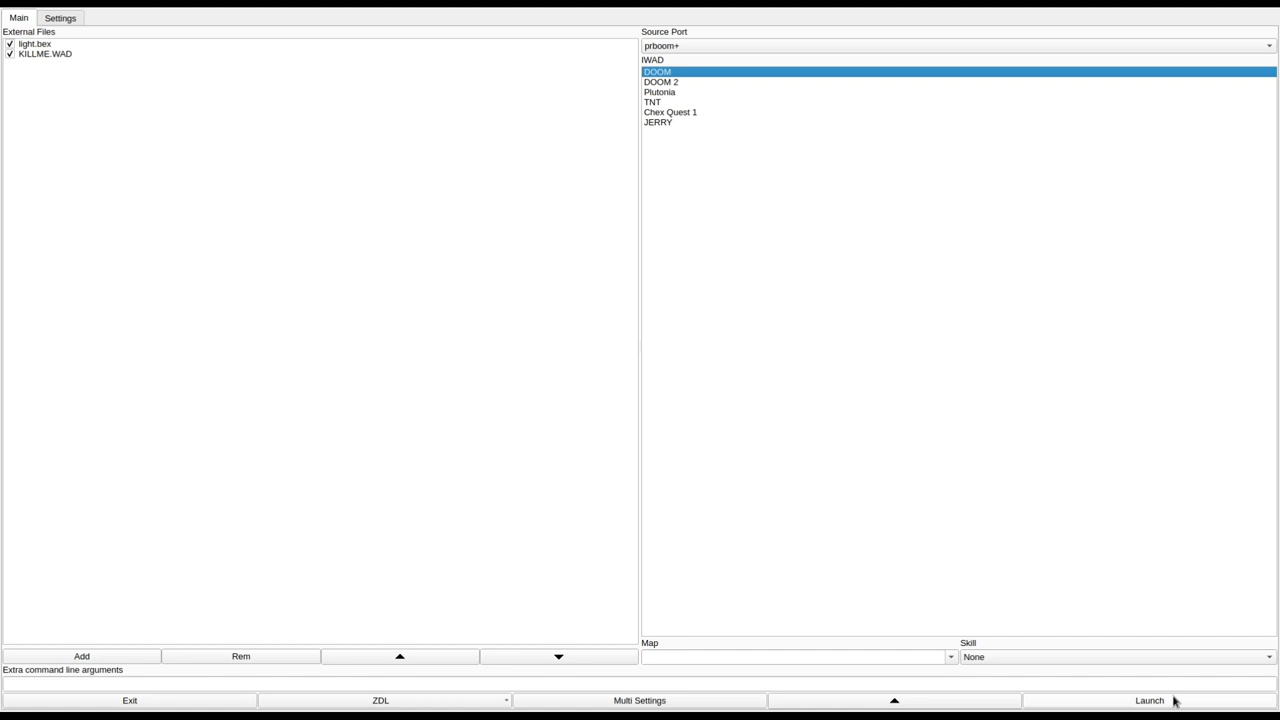 Main Settings
External Files
light.bex
KILLME.WAD
Source Port
prboom+
IWAD
DOOM
DOOM 2
Plutonia
TNT
Chex Quest 1
JERRY
Map Skill
None
Add Rem
Extra command line arguments
Exit ZDL Multi Settings Launch